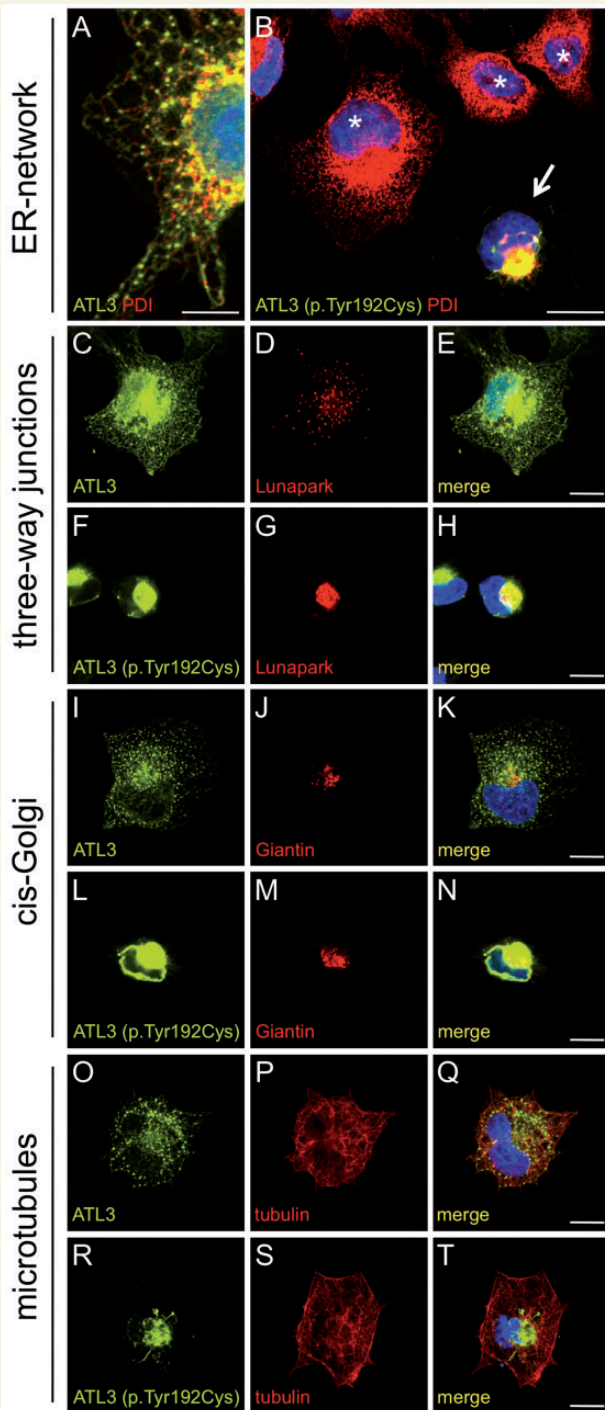 ER-network
A
B
*
*
*
ATL3 PDI
ATL3 (p.Tyr192Cys) PDI
three-way junctions
C
D
E
ATL3
Lunapark
merge
F
G
H
ATL3 (p.Tyr192Cys)
Lunapark
merge
cis-Golgi
I
J
K
ATL3
Giantin
merge
L
M
N
ATL3 (p.Tyr192Cys)
Giantin
merge
microtubules
O
P
Q
ATL3
tubulin
merge
R
S
T
ATL3 (p.Tyr192Cys)
tubulin
merge